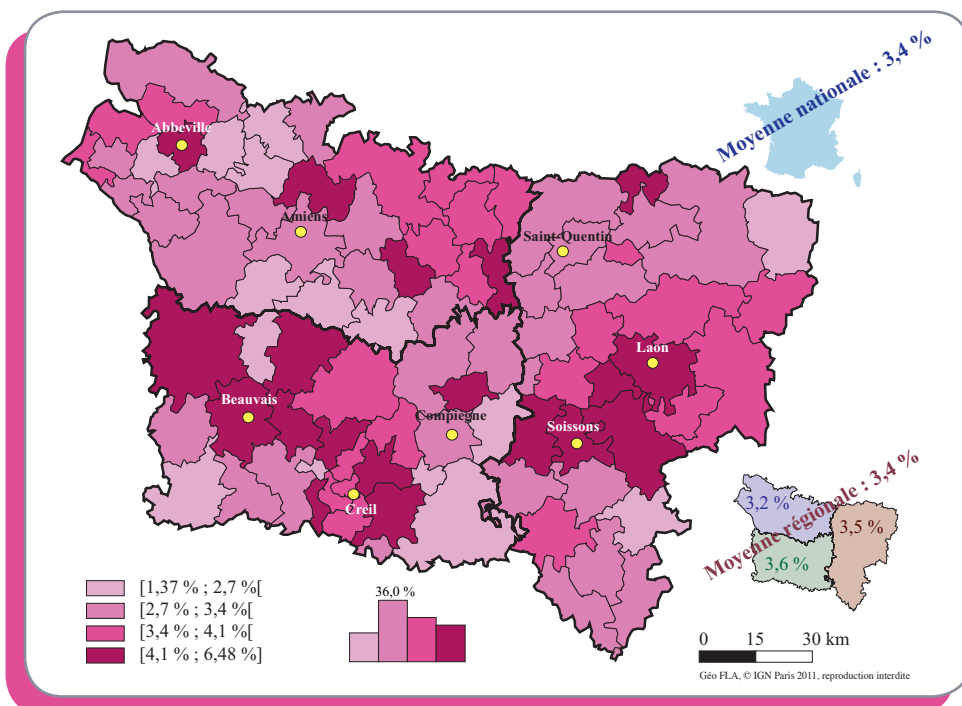 Moyenne nationale : 3,4 %
Abbeville
Amiens
Saint-Quentin
Laon
Beauvais
Compiègne
Soissons
Creil
Moyenne régionale : 3,4 %
3,2 %
3,5 %
3,6 %
[1,37 % ; 2,7 %[
[2,7 % ; 3,4 %[
[3,4 % ; 4,1 %[
[4,1 % ; 6,48 %]
36,0 %
0 15 30 km
Géo FLA, © IGN Paris 2011, reproduction interdite